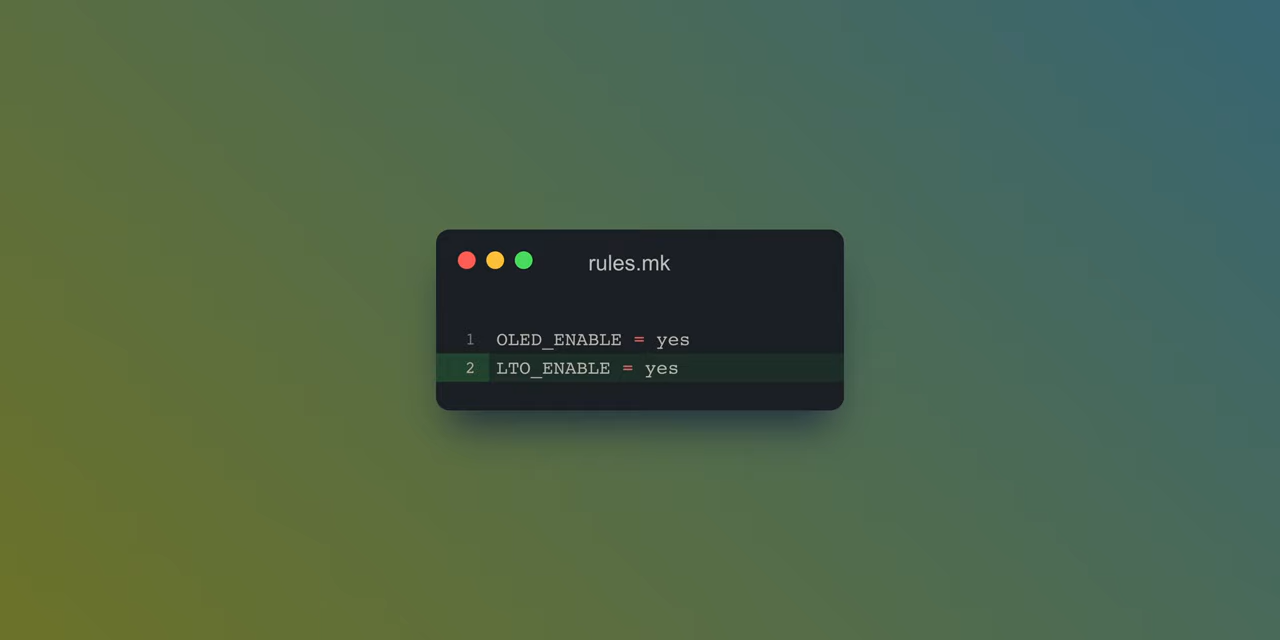 rules.mk
1 OLED_ENABLE = yes
2 LTO_ENABLE = yes